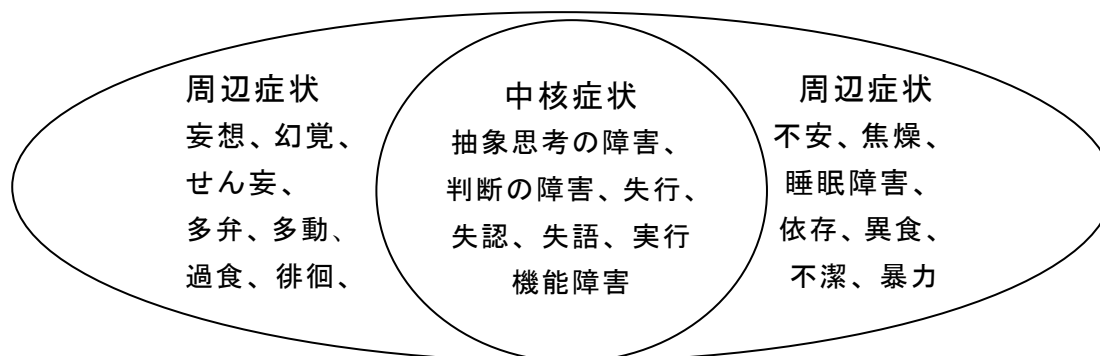 周辺症状
妄想、幻覚、
せん妄、
多弁、多動、
過食、徘徊、
中核症状
抽象思考の障害、
判断の障害、失行、
失認、失語、実行
機能障害
周辺症状
不安、焦燥、
睡眠障害、
依存、異食、
不潔、暴力